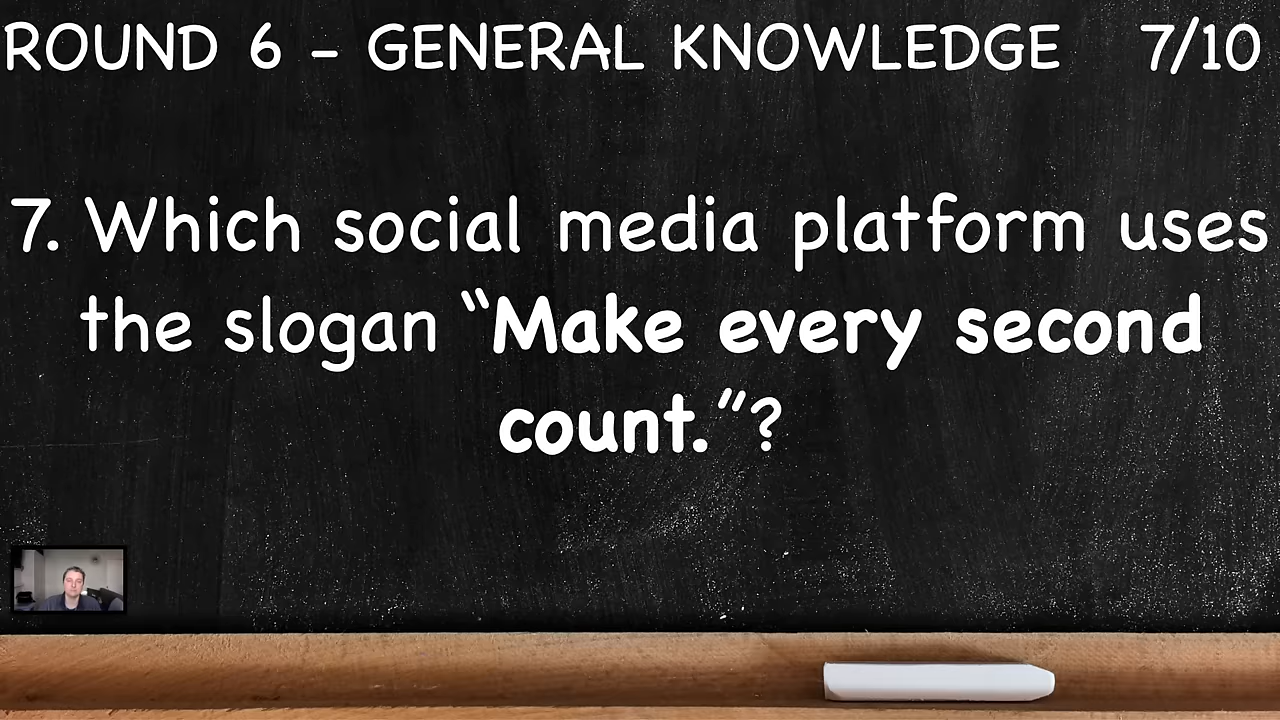 ROUND 6 - GENERAL KNOWLEDGE 7/10
7. Which social media platform uses
the slogan “Make every second
count.”?